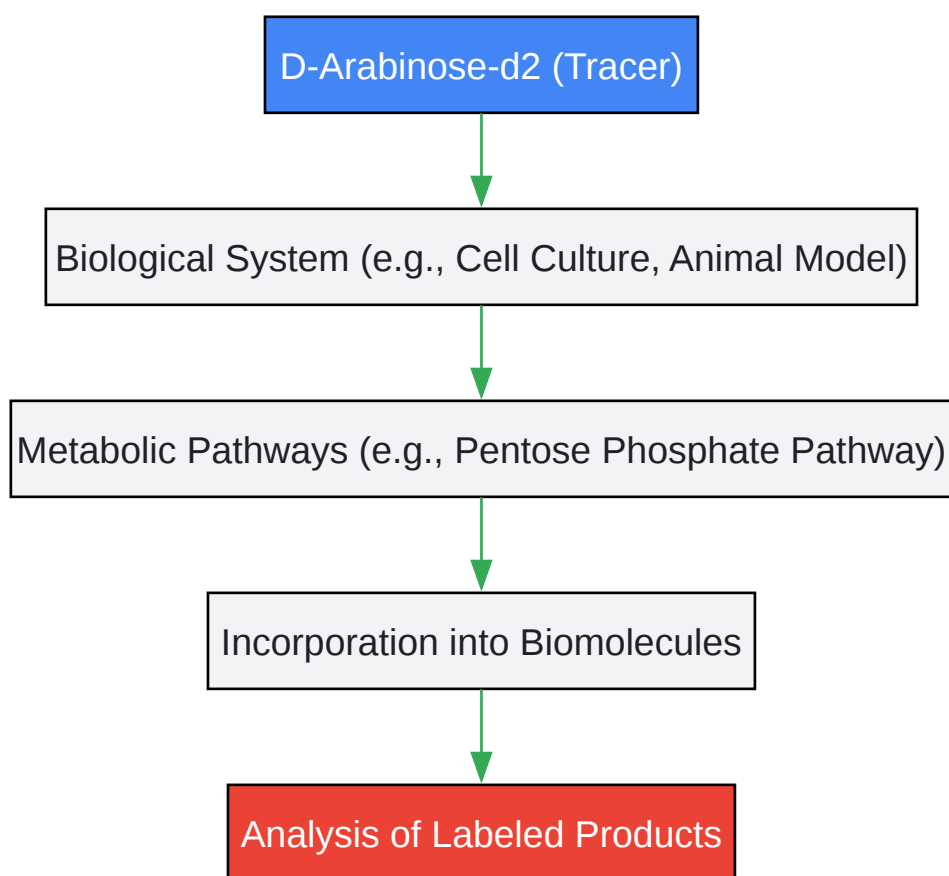 D-Arabinose-d2 (Tracer)
Biological System (e.g., Cell Culture, Animal Model)
Metabolic Pathways (e.g., Pentose Phosphate Pathway)
Incorporation into Biomolecules
Analysis of Labeled Products